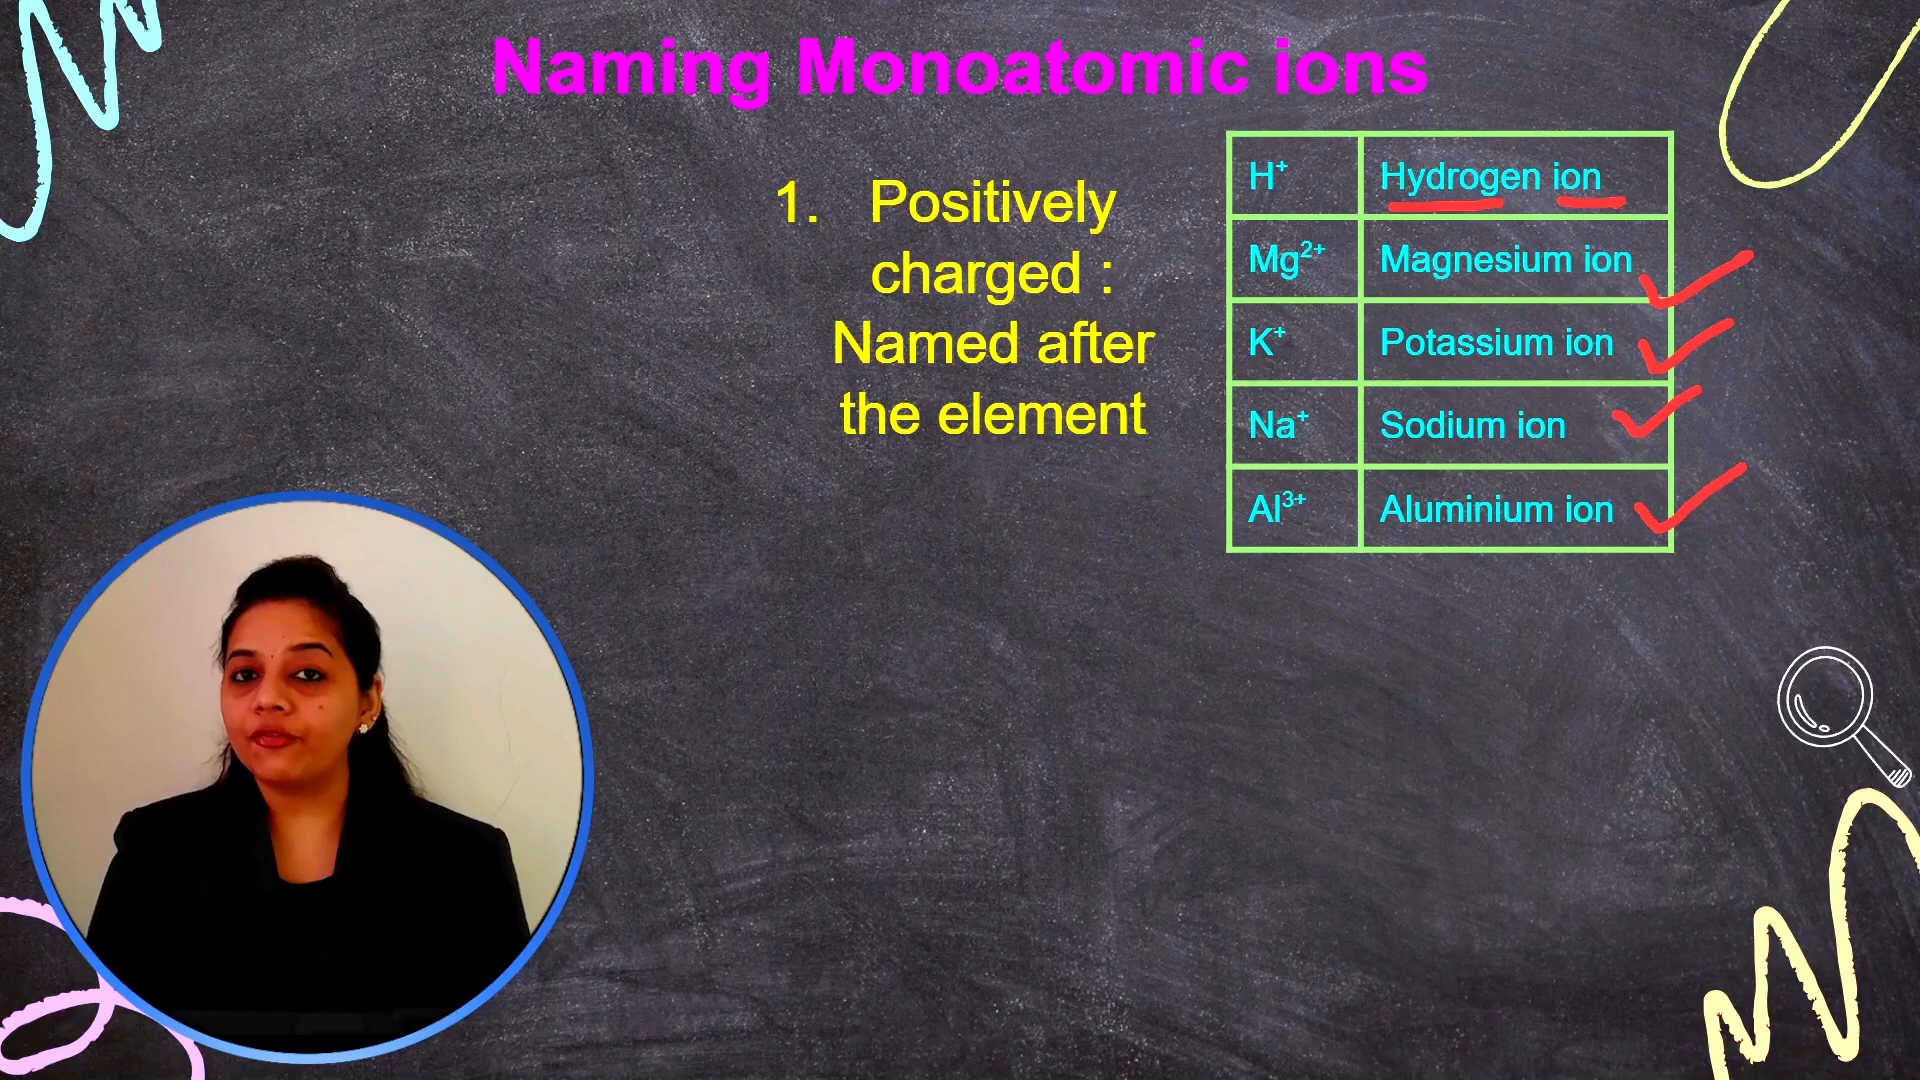 Naming Monoatomic ions
1. Positively
charged :
Named after
the element
H⁺ Hydrogen ion
Mg²⁺ Magnesium ion
K⁺ Potassium ion
Na⁺ Sodium ion
Al³⁺ Aluminium ion